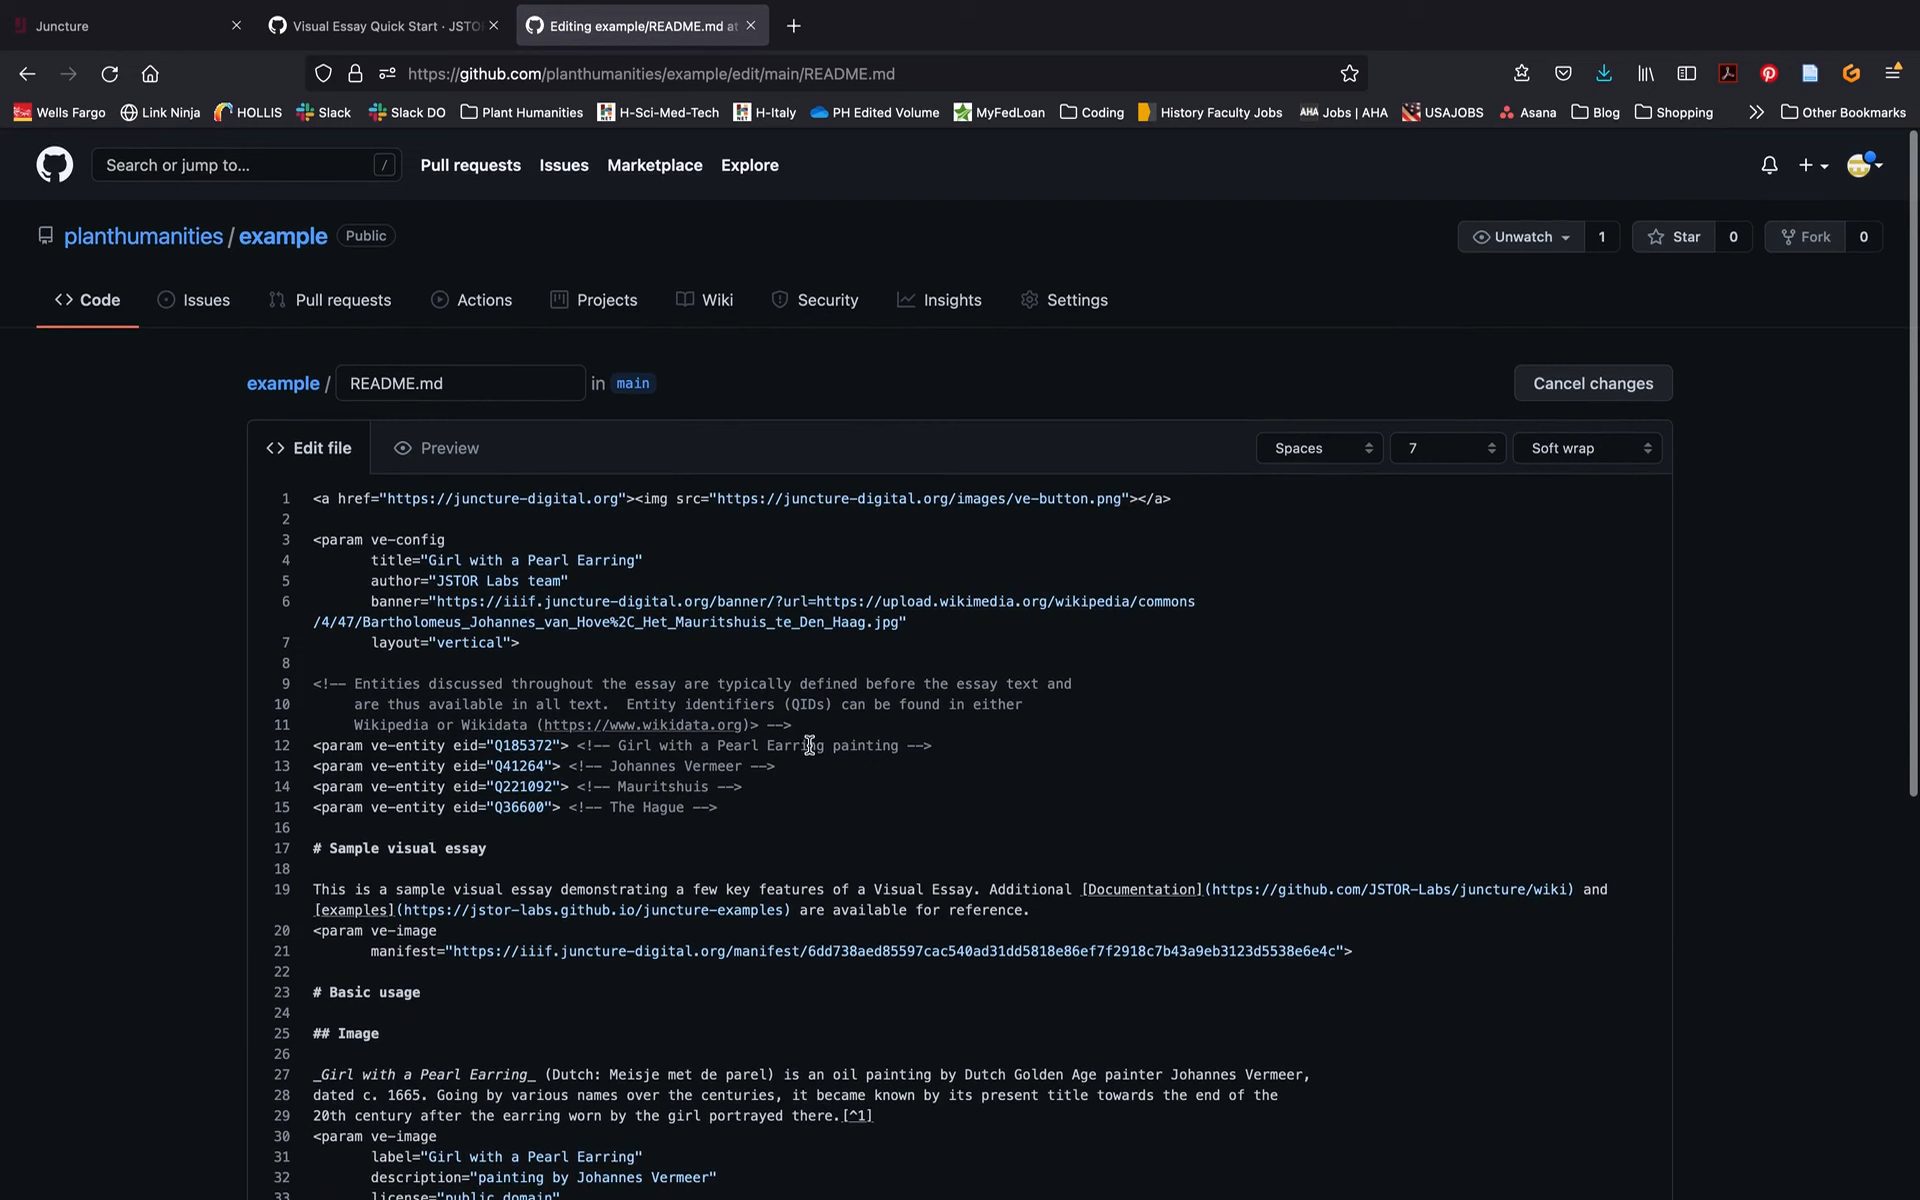 Juncture
Visual Essay Quick Start · JSTO
Editing example/README.md at
https://github.com/planthumanities/example/edit/main/README.md
Wells Fargo
Link Ninja
HOLLIS
Slack
Slack DO
Plant Humanities
H-Sci-Med-Tech
H-Italy
PH Edited Volume
MyFedLoan
Coding
History Faculty Jobs
AHA Jobs | AHA
USAJOBS
Asana
Blog
Shopping
Other Bookmarks
Search or jump to... /
Pull requests
Issues
Marketplace
Explore
planthumanities / example Public
Unwatch 1
Star 0
Fork 0
<> Code
Issues
Pull requests
Actions
Projects
Wiki
Security
Insights
Settings
example / README.md in main
Cancel changes
<> Edit file
Preview
Spaces
7
Soft wrap
1 <a href="https://juncture-digital.org"><img src="https://juncture-digital.org/images/ve-button.png"></a>
2
3 <param ve-config
4 title="Girl with a Pearl Earring"
5 author="JSTOR Labs team"
6 banner="https://iiif.juncture-digital.org/banner/?url=https://upload.wikimedia.org/wikipedia/commons
/4/47/Bartholomeus_Johannes_van_Hove%2C_Het_Mauritshuis_te_Den_Haag.jpg"
7 layout="vertical">
8
9 <!-- Entities discussed throughout the essay are typically defined before the essay text and
10 are thus available in all text.  Entity identifiers (QIDs) can be found in either
11 Wikipedia or Wikidata (https://www.wikidata.org)> -->
12 <param ve-entity eid="Q185372"> <!-- Girl with a Pearl Earring painting -->
13 <param ve-entity eid="Q41264"> <!-- Johannes Vermeer -->
14 <param ve-entity eid="Q221092"> <!-- Mauritshuis -->
15 <param ve-entity eid="Q36600"> <!-- The Hague -->
16
17 # Sample visual essay
18
19 This is a sample visual essay demonstrating a few key features of a Visual Essay. Additional [Documentation](https://github.com/JSTOR-Labs/juncture/wiki) and
[examples](https://jstor-labs.github.io/juncture-examples) are available for reference.
20 <param ve-image
21 manifest="https://iiif.juncture-digital.org/manifest/6dd738aed85597cac540ad31dd5818e86ef7f2918c7b43a9eb3123d5538e6e4c">
22
23 # Basic usage
24
25 ## Image
26
27 _Girl with a Pearl Earring_ (Dutch: Meisje met de parel) is an oil painting by Dutch Golden Age painter Johannes Vermeer,
28 dated c. 1665. Going by various names over the centuries, it became known by its present title towards the end of the
29 20th century after the earring worn by the girl portrayed there.[^1]
30 <param ve-image
31 label="Girl with a Pearl Earring"
32 description="painting by Johannes Vermeer"
33 license="public domain"